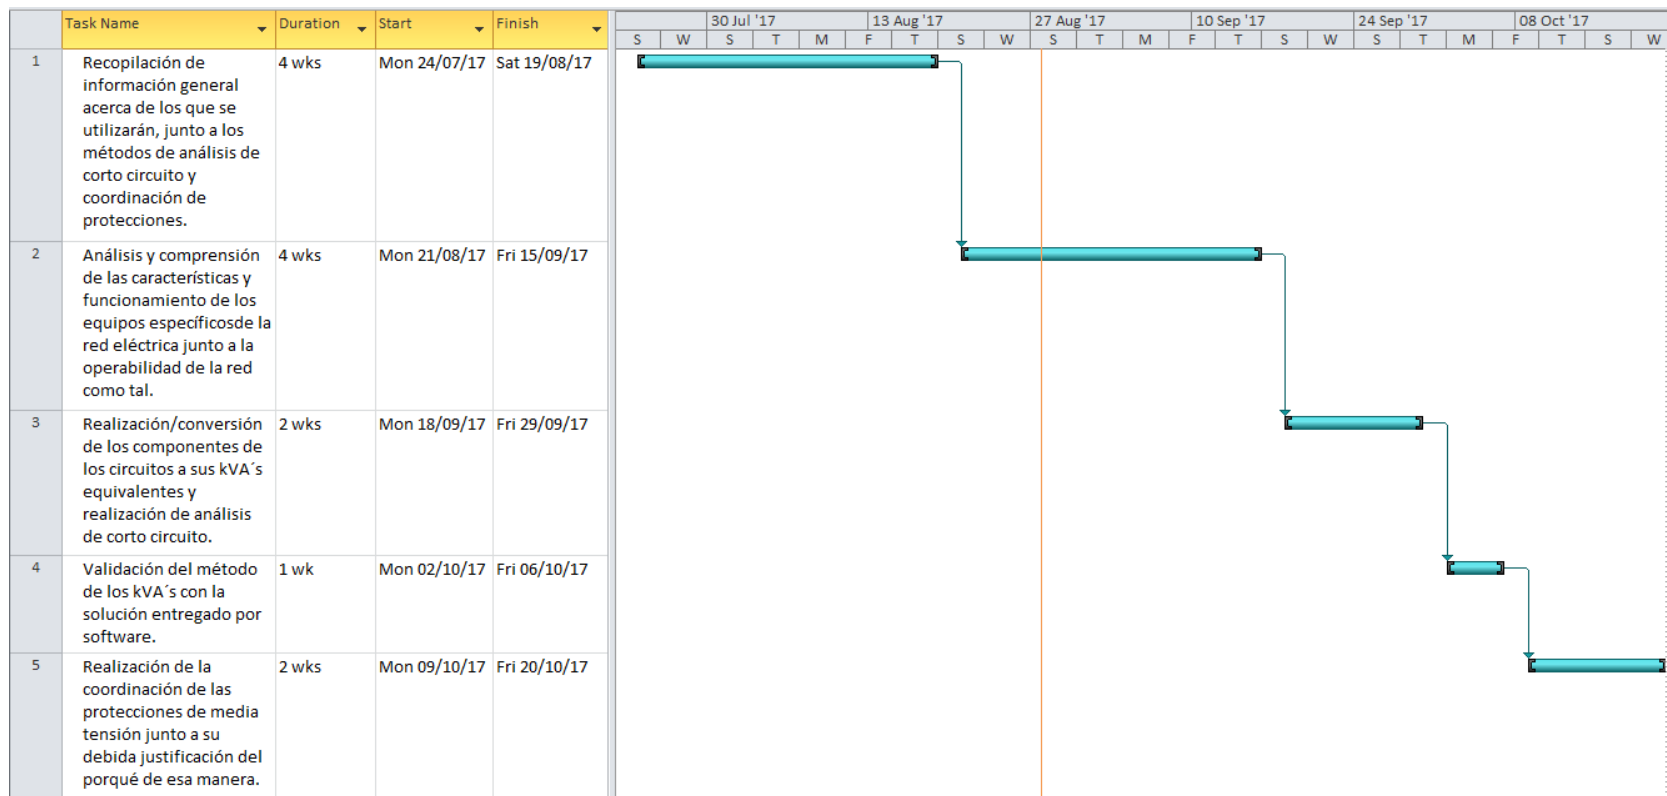 Task Name Duration Start Finish
30 Jul '17 13 Aug '17 27 Aug '17 10 Sep '17 24 Sep '17 08 Oct '17
S W S T M F T S W S T M F T S W S T M F T S W
1 Recopilación de 4 wks Mon 24/07/17 Sat 19/08/17
información general
acerca de los que se
utilizarán, junto a los
métodos de análisis de
corto circuito y
coordinación de
protecciones.
2 Análisis y comprensión 4 wks Mon 21/08/17 Fri 15/09/17
de las características y
funcionamiento de los
equipos específicosde la
red eléctrica junto a la
operabilidad de la red
como tal.
3 Realización/conversión 2 wks Mon 18/09/17 Fri 29/09/17
de los componentes de
los circuitos a sus kVA´s
equivalentes y
realización de análisis
de corto circuito.
4 Validación del método 1 wk Mon 02/10/17 Fri 06/10/17
de los kVA´s con la
solución entregado por
software.
5 Realización de la 2 wks Mon 09/10/17 Fri 20/10/17
coordinación de las
protecciones de media
tensión junto a su
debida justificación del
porqué de esa manera.